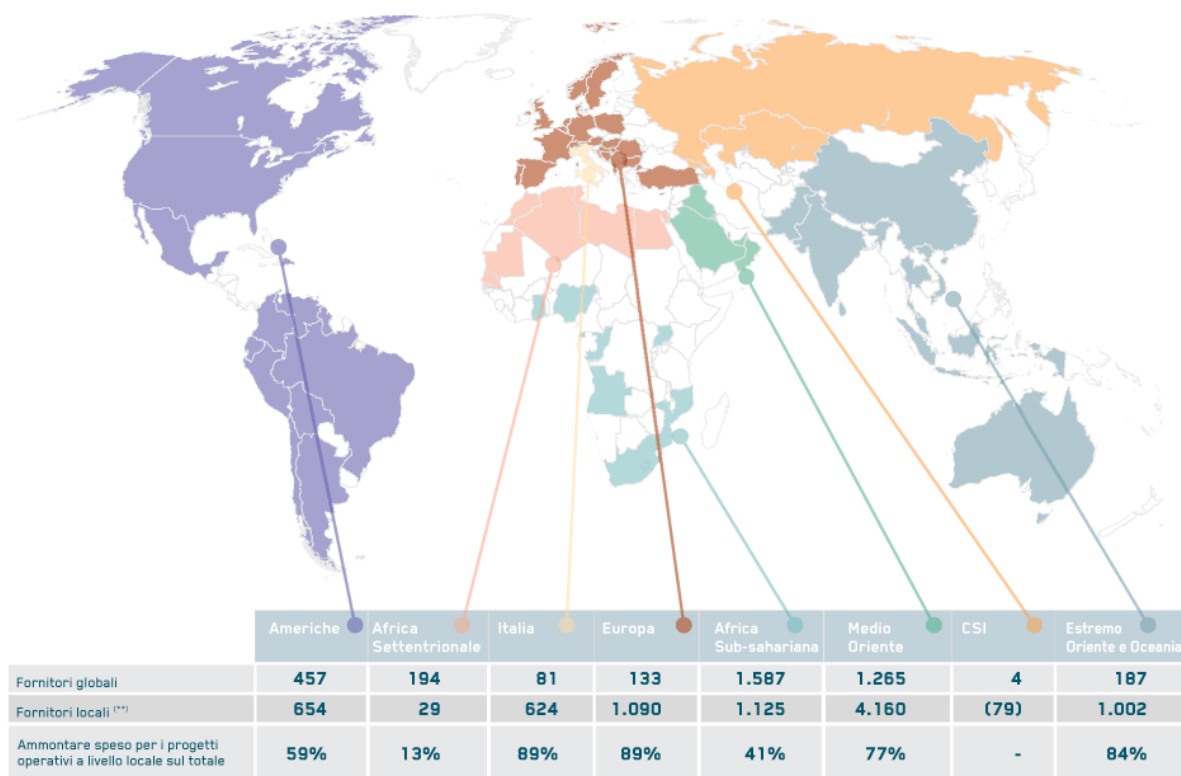 Americhe Africa Settentrionale Italia Europa Africa Sub-sahariana Medio Oriente CSI Estremo Oriente e Oceania
Fornitori globali 457 194 81 133 1.587 1.265 4 187
Fornitori locali (**) 654 29 624 1.090 1.125 4.160 (79) 1.002
Ammontare speso per i progetti
operativi a livello locale sul totale 59% 13% 89% 89% 41% 77% - 84%